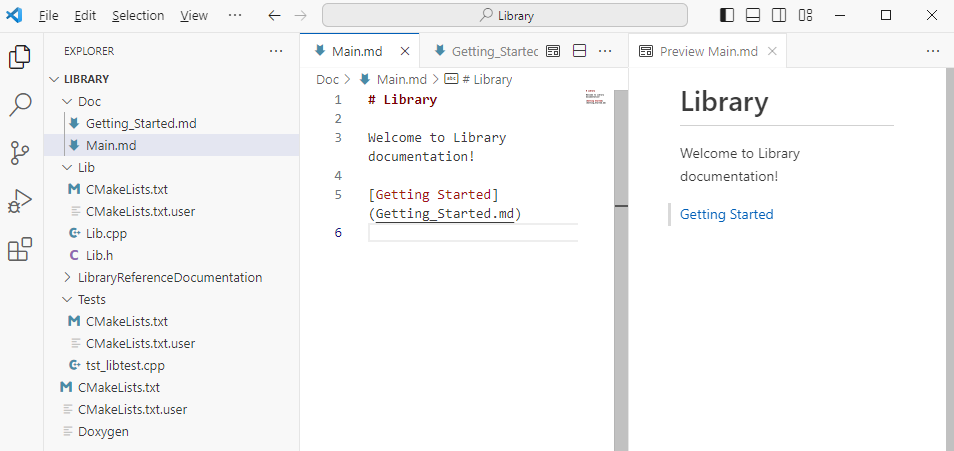 File Edit Selection View ··· Library
EXPLORER ···
LIBRARY
Doc
Getting_Started.md
Main.md
Lib
CMakeLists.txt
CMakeLists.txt.user
Lib.cpp
Lib.h
LibraryReferenceDocumentation
Tests
CMakeLists.txt
CMakeLists.txt.user
tst_libtest.cpp
CMakeLists.txt
CMakeLists.txt.user
Doxygen
Main.md Getting_Started ···
Doc > Main.md > abc # Library
1 # Library
2
3 Welcome to Library
documentation!
4
5 [Getting Started]
(Getting_Started.md)
6
Preview Main.md ···
Library
Welcome to Library
documentation!
Getting Started